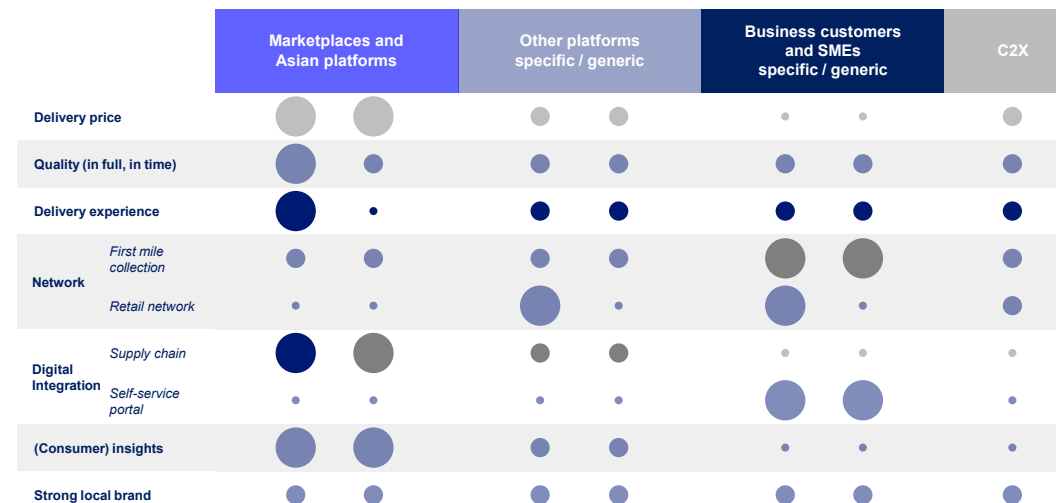 Marketplaces and
Asian platforms
Other platforms
specific / generic
Business customers
and SMEs
specific / generic
C2X
Delivery price
Quality (in full, in time)
Delivery experience
Network
First mile
collection
Retail network
Digital
Integration
Supply chain
Self-service
portal
(Consumer) insights
Strong local brand